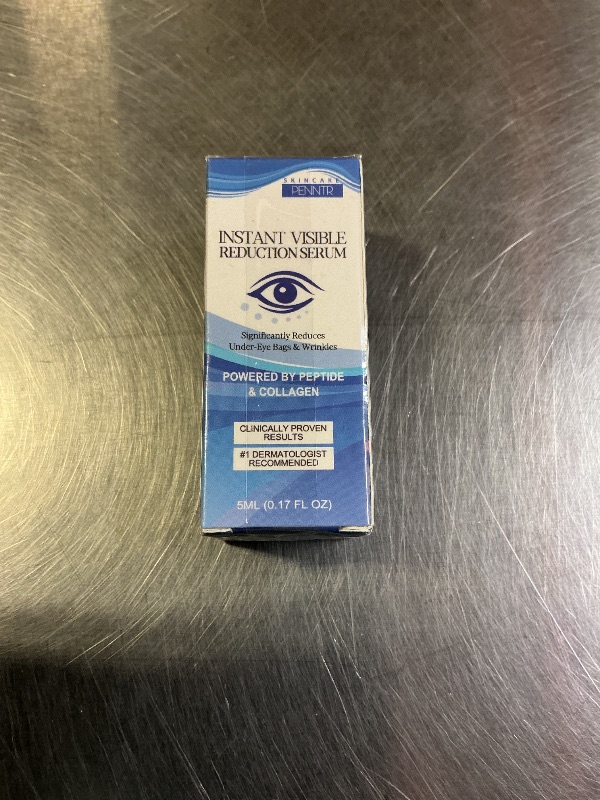 SKINCARE
PENNTR
INSTANT VISIBLE
REDUCTION SERUM
Significantly Reduces
Under-Eye Bags & Wrinkles
POWERED BY PEPTIDE
& COLLAGEN
CLINICALLY PROVEN
RESULTS
#1 DERMATOLOGIST
RECOMMENDED
5ML (0.17 FL OZ)